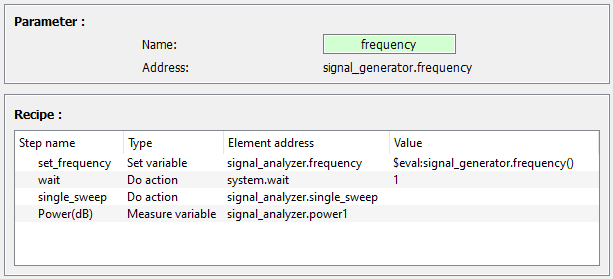 Parameter :
Name: frequency
Address: signal_generator.frequency
Recipe :
Step name Type Element address Value
set_frequency Set variable signal_analyzer.frequency $eval:signal_generator.frequency()
wait Do action system.wait 1
single_sweep Do action signal_analyzer.single_sweep
Power(dB) Measure variable signal_analyzer.power1